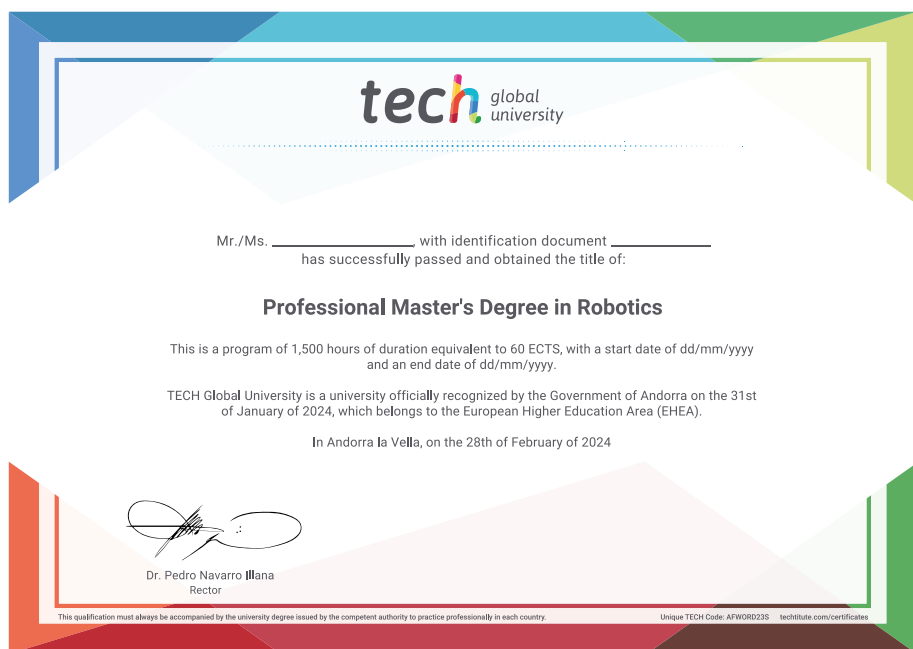 tech global
university
Mr./Ms. ____________, with identification document ____________
has successfully passed and obtained the title of:
Professional Master's Degree in Robotics
This is a program of 1,500 hours of duration equivalent to 60 ECTS, with a start date of dd/mm/yyyy
and an end date of dd/mm/yyyy.
TECH Global University is a university officially recognized by the Government of Andorra on the 31st
of January of 2024, which belongs to the European Higher Education Area (EHEA).
In Andorra la Vella, on the 28th of February of 2024
Dr. Pedro Navarro Illana
Rector
This qualification must always be accompanied by the university degree issued by the competent authority to practice professionally in each country.
Unique TECH Code: AFWORD23S techtitute.com/certificates